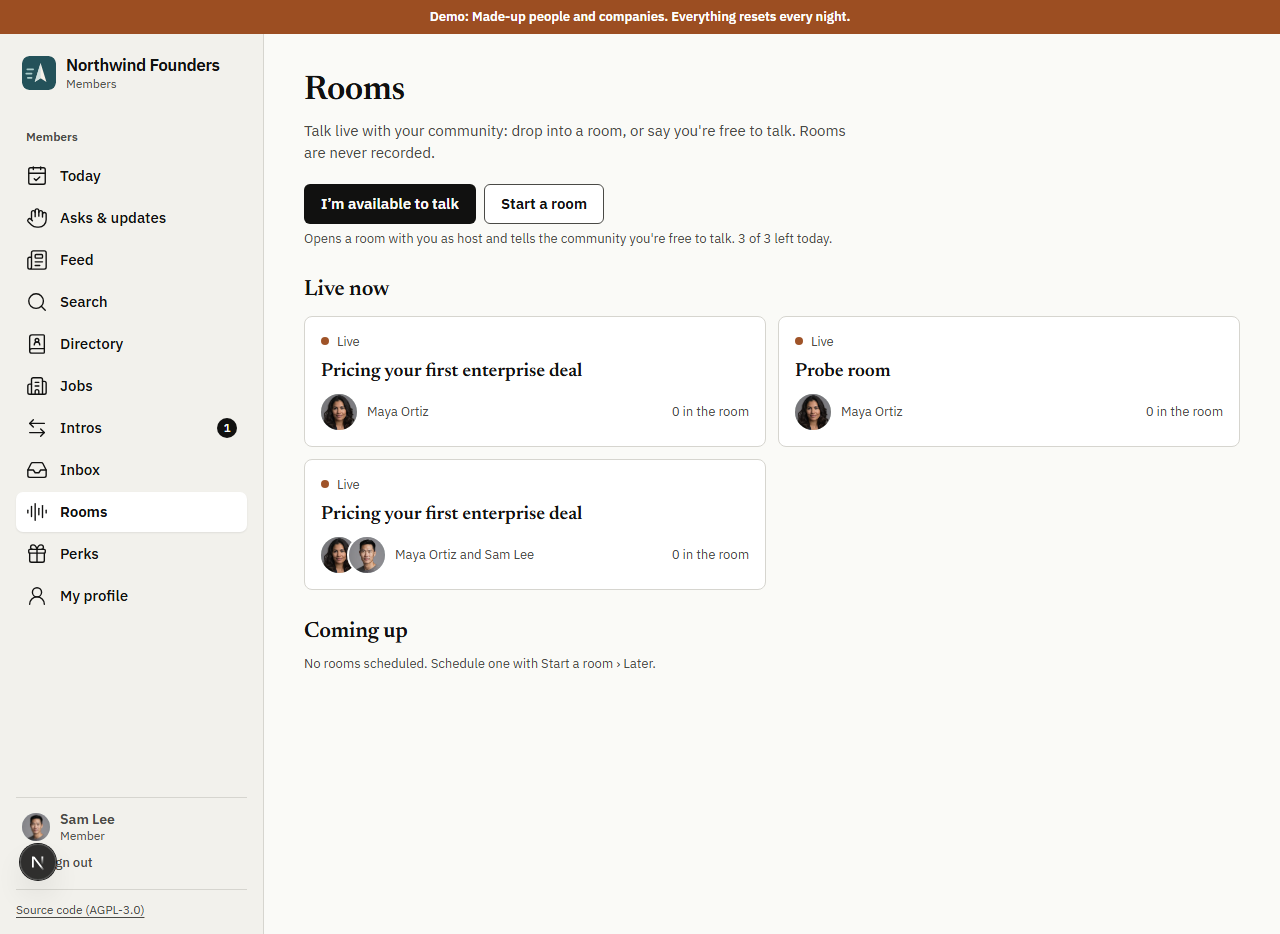 Demo: Made-up people and companies. Everything resets every night.
Northwind Founders
Members
Members
Today
Asks & updates
Feed
Search
Directory
Jobs
Intros
1
Inbox
Rooms
Perks
My profile
Sam Lee
Member
N
gn out
Source code (AGPL-3.0)
Rooms
Talk live with your community: drop into a room, or say you're free to talk. Rooms
are never recorded.
I’m available to talk
Start a room
Opens a room with you as host and tells the community you're free to talk. 3 of 3 left today.
Live now
Live
Pricing your first enterprise deal
Maya Ortiz
0 in the room
Live
Probe room
Maya Ortiz
0 in the room
Live
Pricing your first enterprise deal
Maya Ortiz and Sam Lee
0 in the room
Coming up
No rooms scheduled. Schedule one with Start a room › Later.